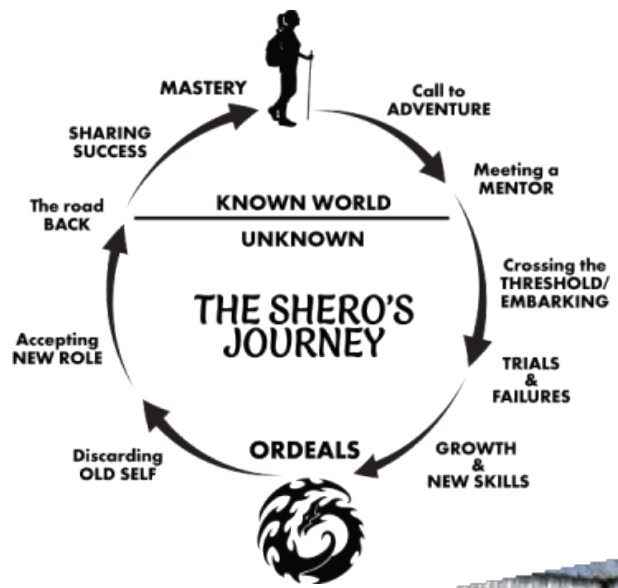 MASTERY
Call to
ADVENTURE
SHARING
SUCCESS
Meeting a
MENTOR
The road
BACK
KNOWN WORLD
UNKNOWN
Crossing the
THRESHOLD/
EMBARKING
THE SHERO'S
JOURNEY
Accepting
NEW ROLE
TRIALS
&
FAILURES
Discarding
OLD SELF
ORDEALS
GROWTH
&
NEW SKILLS